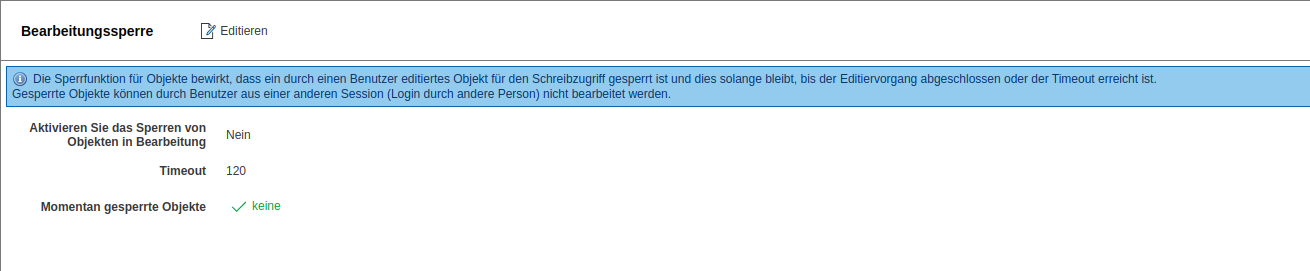 Bearbeitungssperre
Editieren
Die Sperrfunktion für Objekte bewirkt, dass ein durch einen Benutzer editiertes Objekt für den Schreibzugriff gesperrt ist und dies solange bleibt, bis der Editiervorgang abgeschlossen oder der Timeout erreicht ist.
Gesperrte Objekte können durch Benutzer aus einer anderen Session (Login durch andere Person) nicht bearbeitet werden.
Aktivieren Sie das Sperren von
Objekten in Bearbeitung
Nein
Timeout
120
Momentan gesperrte Objekte
keine